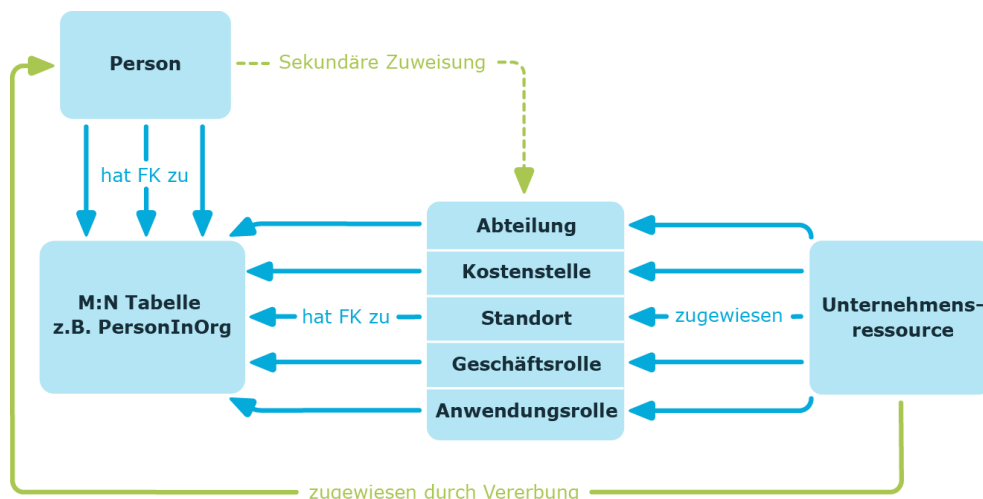 Person
Sekundäre Zuweisung
hat FK zu
Abteilung
Kostenstelle
M:N Tabelle
z.B. PersonInOrg
hat FK zu
Standort
zugewiesen
Unternehmens-
ressource
Geschäftsrolle
Anwendungsrolle
zugewiesen durch Vererbung